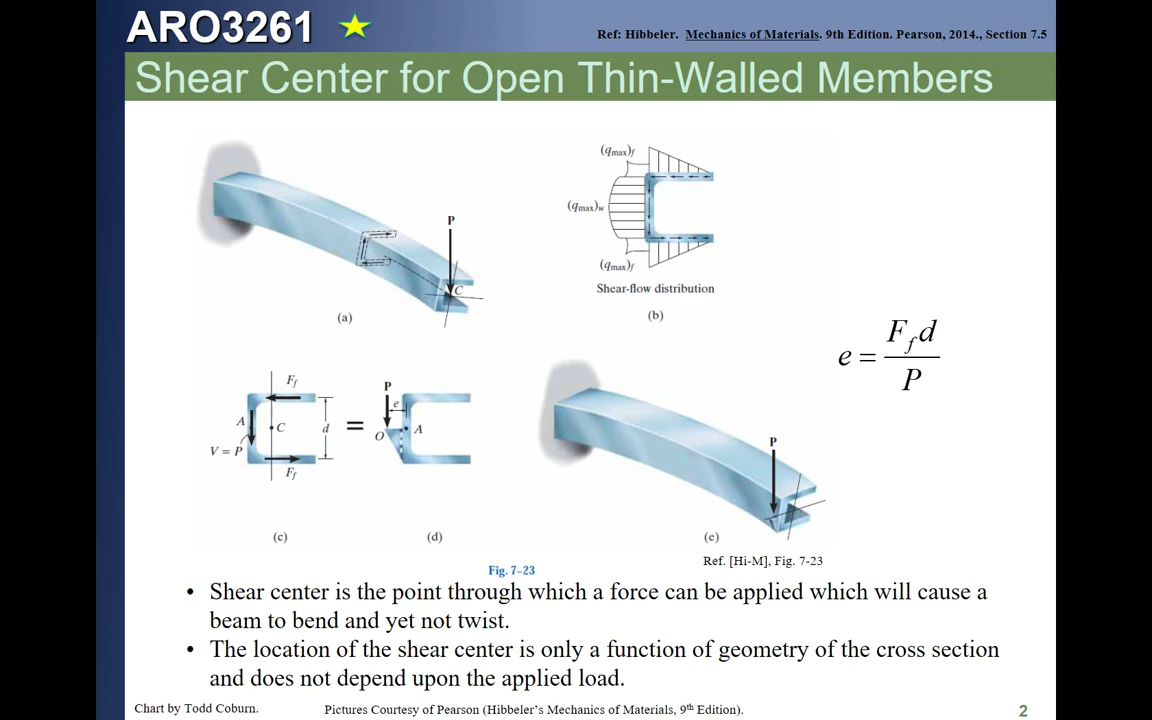 ARO3261
Ref: Hibbeler. Mechanics of Materials. 9th Edition. Pearson, 2014., Section 7.5
Shear Center for Open Thin-Walled Members
P
C
(a)
(qmax)f
(qmax)w
(qmax)f
Shear-flow distribution
(b)
e = Ff d / P
Ff
A
C
d
V = P
Ff
(c)
=
P
e
O
A
(d)
P
(e)
Ref. [Hi-M], Fig. 7-23
Fig. 7–23
• Shear center is the point through which a force can be applied which will cause a
beam to bend and yet not twist.
• The location of the shear center is only a function of geometry of the cross section
and does not depend upon the applied load.
Chart by Todd Coburn.
Pictures Courtesy of Pearson (Hibbeler's Mechanics of Materials, 9th Edition).
2